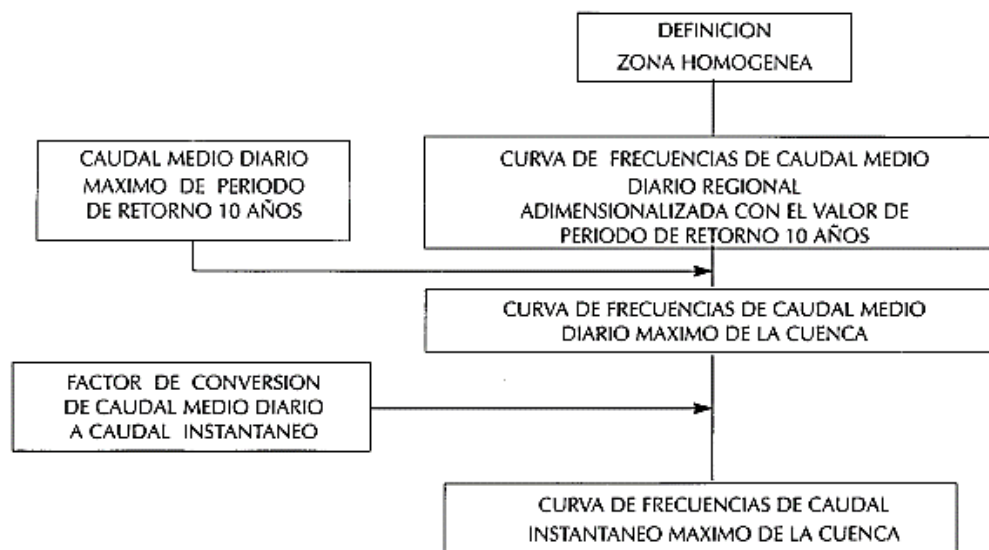 DEFINICION
ZONA HOMOGENEA
CAUDAL MEDIO DIARIO
MAXIMO DE PERIODO
DE RETORNO 10 AÑOS
CURVA DE FRECUENCIAS DE CAUDAL MEDIO
DIARIO REGIONAL
ADIMENSIONALIZADA CON EL VALOR DE
PERIODO DE RETORNO 10 AÑOS
CURVA DE FRECUENCIAS DE CAUDAL MEDIO
DIARIO MAXIMO DE LA CUENCA
FACTOR DE CONVERSION
DE CAUDAL MEDIO DIARIO
A CAUDAL INSTANTANEO
CURVA DE FRECUENCIAS DE CAUDAL
INSTANTANEO MAXIMO DE LA CUENCA